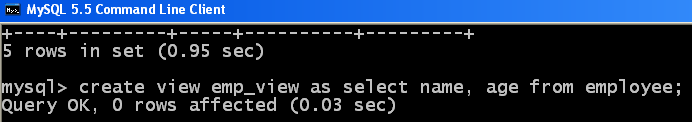 MySQL 5.5 Command Line Client
+----+---------+-----+----------+---------+
5 rows in set (0.95 sec)
mysql> create view emp_view as select name, age from employee;
Query OK, 0 rows affected (0.03 sec)